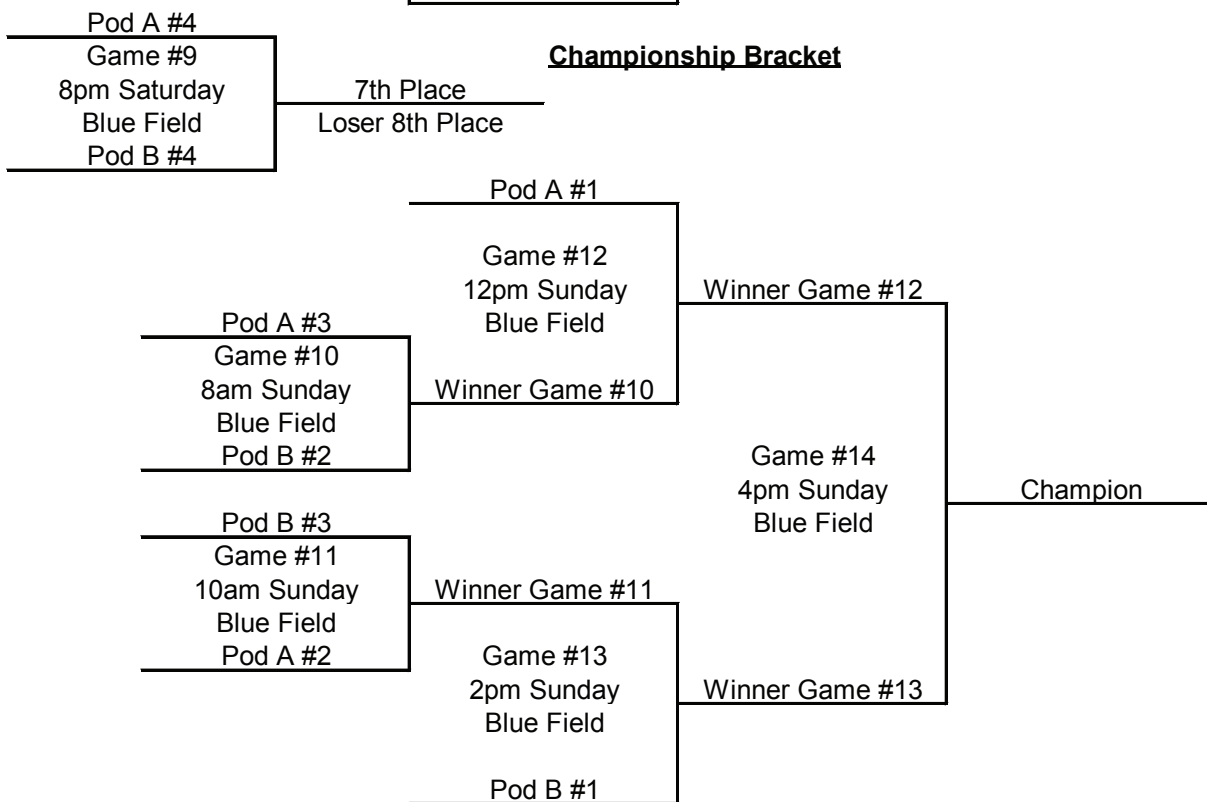 Pod A #4
Game #9
8pm Saturday
Blue Field
Pod B #4
Championship Bracket
7th Place
Loser 8th Place
Pod A #1
Game #12
12pm Sunday
Blue Field
Winner Game #12
Pod A #3
Game #10
8am Sunday
Blue Field
Pod B #2
Winner Game #10
Game #14
4pm Sunday
Blue Field
Champion
Pod B #3
Game #11
10am Sunday
Blue Field
Pod A #2
Winner Game #11
Game #13
2pm Sunday
Blue Field
Winner Game #13
Pod B #1